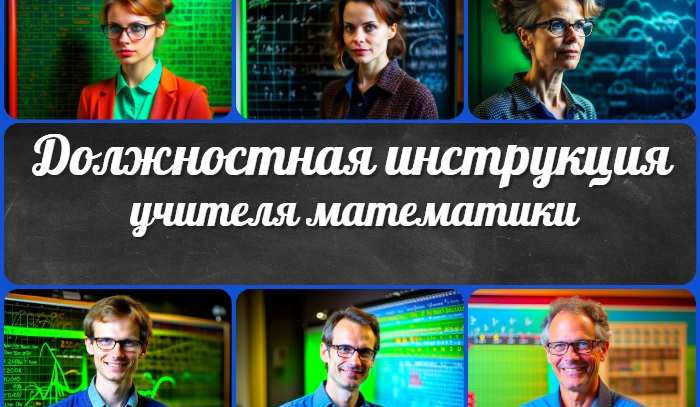 Должностная инструкция
учителя математики